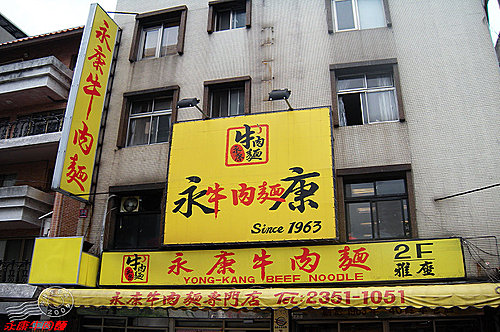 永康牛肉麵
牛肉麵
永牛肉麵康
Since 1963
牛肉麵
永康牛肉麵
YONG-KANG BEEF NOODLE
2F
雅座
永康牛肉麵專門店 TEL:2351-1051